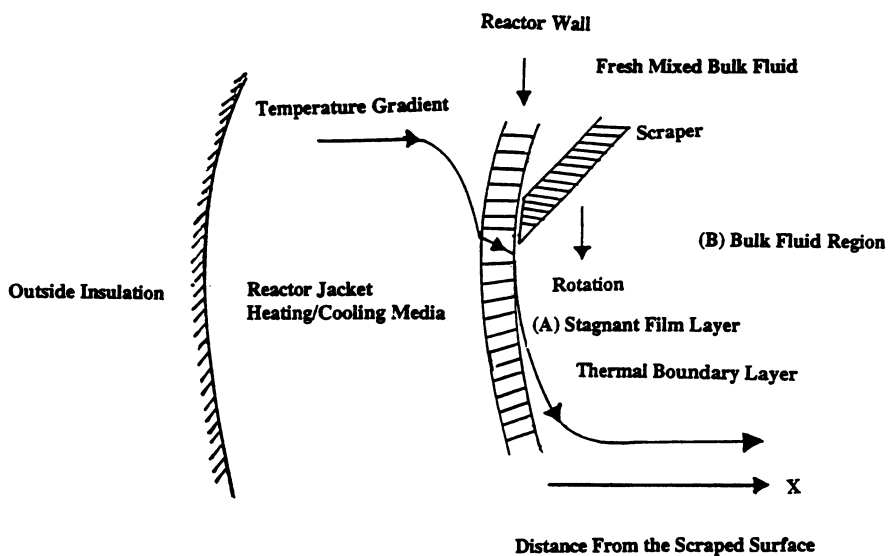 Reactor Wall
Fresh Mixed Bulk Fluid
Temperature Gradient
Scraper
(B) Bulk Fluid Region
Outside Insulation
Reactor Jacket
Heating/Cooling Media
Rotation
(A) Stagnant Film Layer
Thermal Boundary Layer
X
Distance From the Scraped Surface